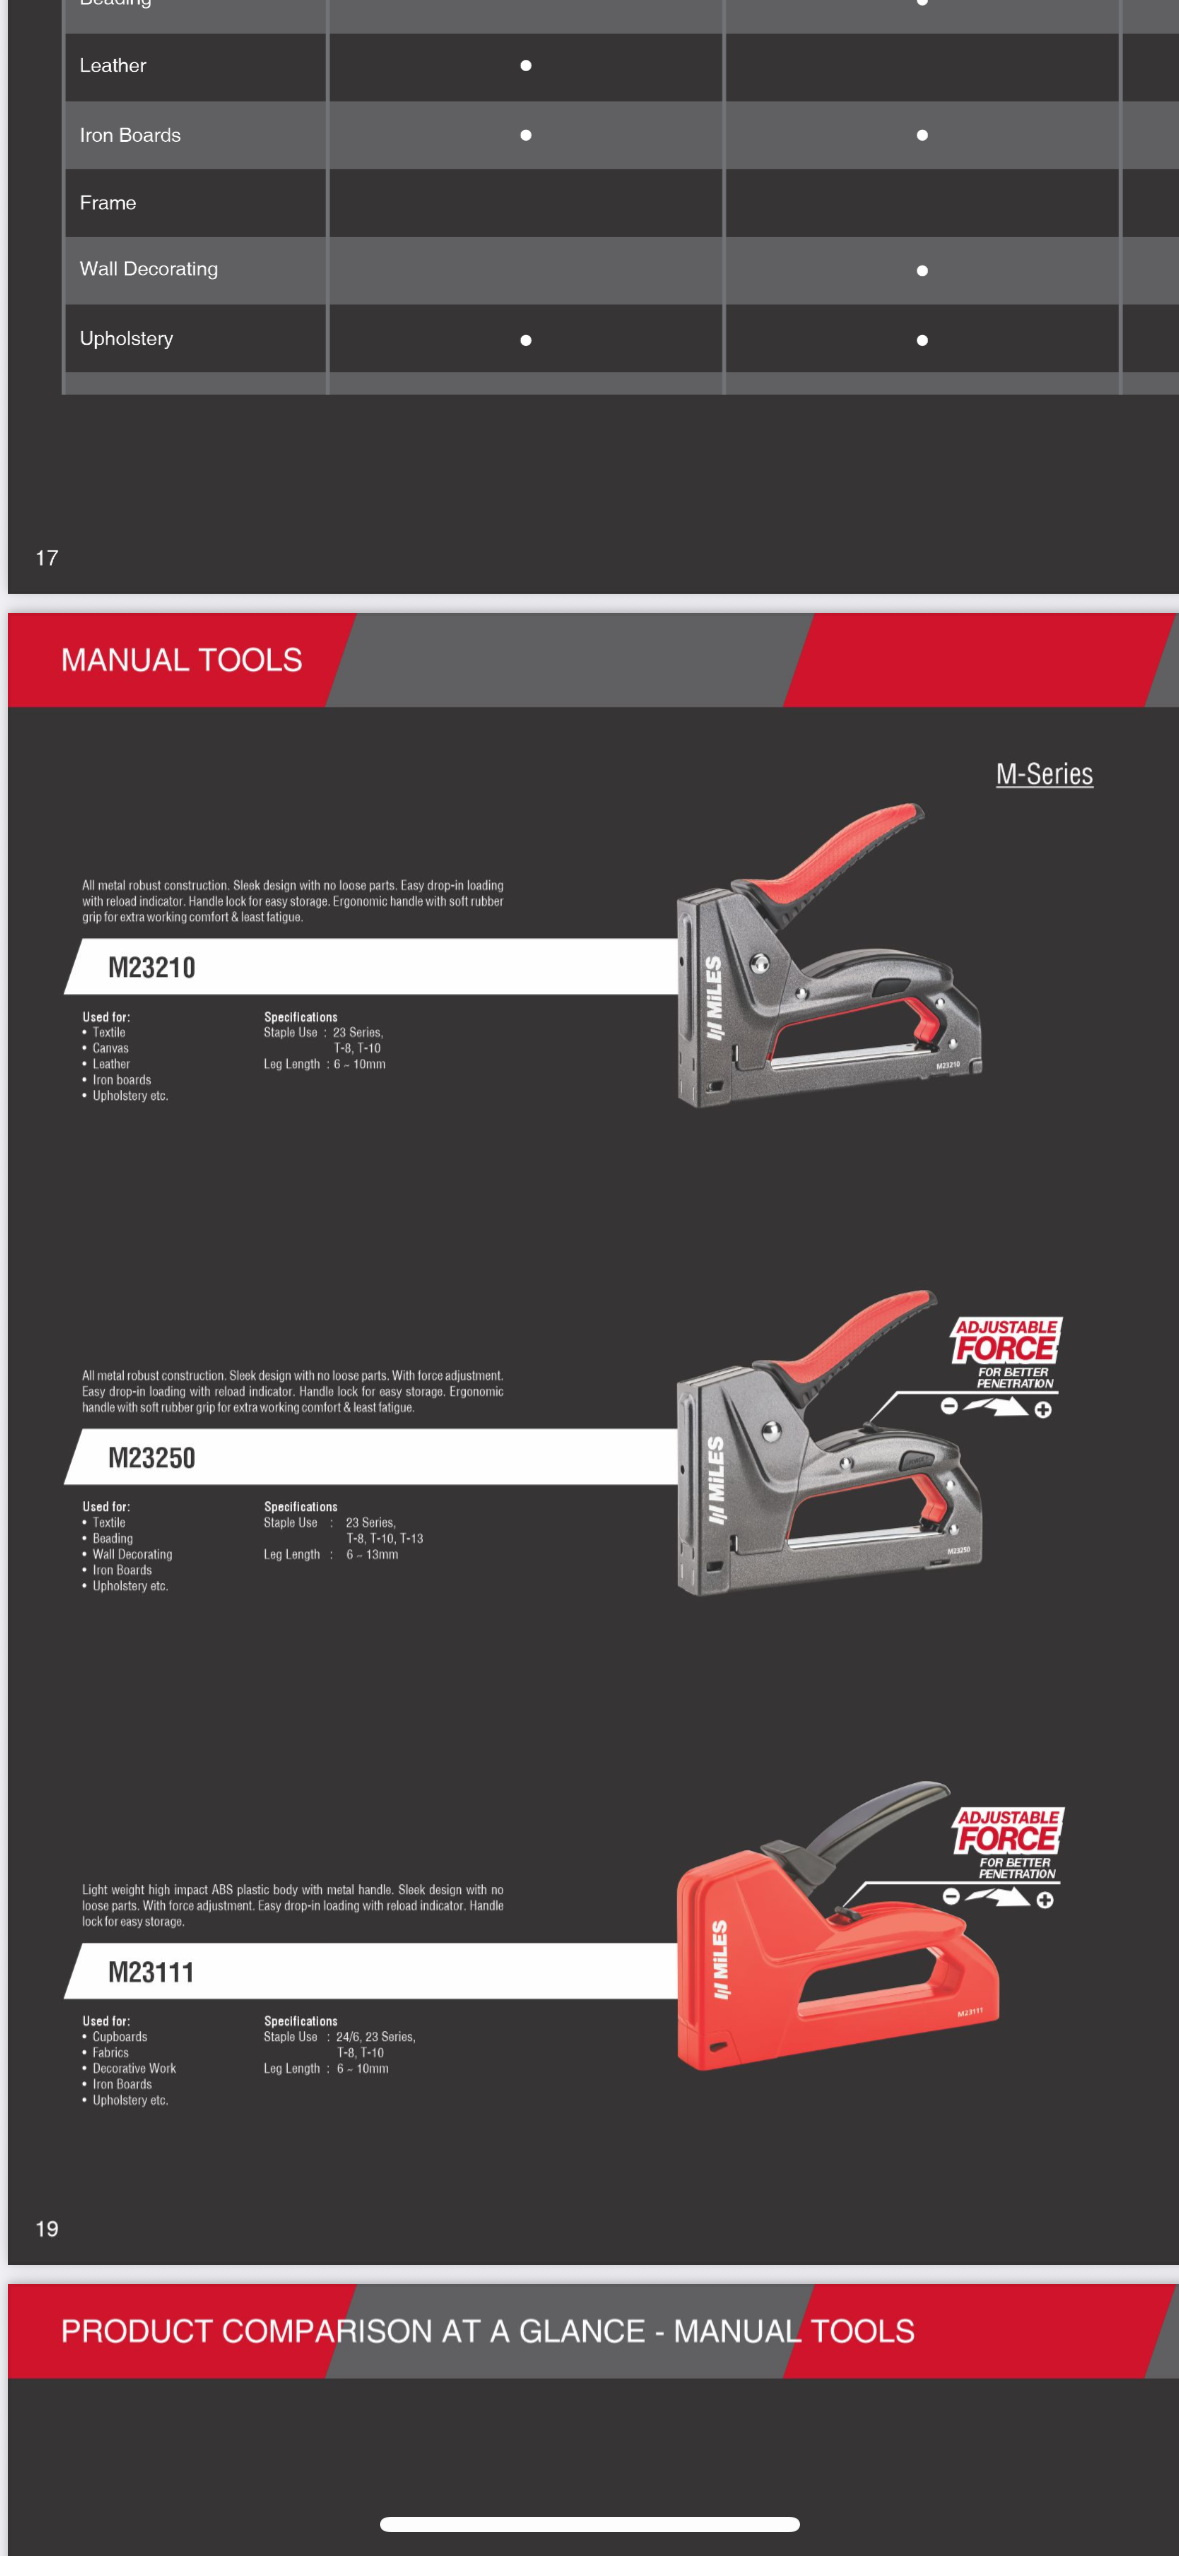 Beading
Leather
Iron Boards
Frame
Wall Decorating
Upholstery
17
MANUAL TOOLS
M-Series
All metal robust construction. Sleek design with no loose parts. Easy drop-in loading
with reload indicator. Handle lock for easy storage. Ergonomic handle with soft rubber
grip for extra working comfort & least fatigue.
M23210
MiLES
M23210
Used for:
• Textile
• Canvas
• Leather
• Iron boards
• Upholstery etc.
Specifications
Staple Use : 23 Series,
T-8, T-10
Leg Length : 6 ~ 10mm
ADJUSTABLE
FORCE
FOR BETTER
PENETRATION
All metal robust construction. Sleek design with no loose parts. With force adjustment.
Easy drop-in loading with reload indicator. Handle lock for easy storage. Ergonomic
handle with soft rubber grip for extra working comfort & least fatigue.
M23250
MiLES
M23250
Used for:
• Textile
• Beading
• Wall Decorating
• Iron Boards
• Upholstery etc.
Specifications
Staple Use : 23 Series,
T-8, T-10, T-13
Leg Length : 6 ~ 13mm
ADJUSTABLE
FORCE
FOR BETTER
PENETRATION
Light weight high impact ABS plastic body with metal handle. Sleek design with no
loose parts. With force adjustment. Easy drop-in loading with reload indicator. Handle
lock for easy storage.
M23111
MiLES
M23111
Used for:
• Cupboards
• Fabrics
• Decorative Work
• Iron Boards
• Upholstery etc.
Specifications
Staple Use : 24/6, 23 Series,
T-8, T-10
Leg Length : 6 ~ 10mm
19
PRODUCT COMPARISON AT A GLANCE - MANUAL TOOLS